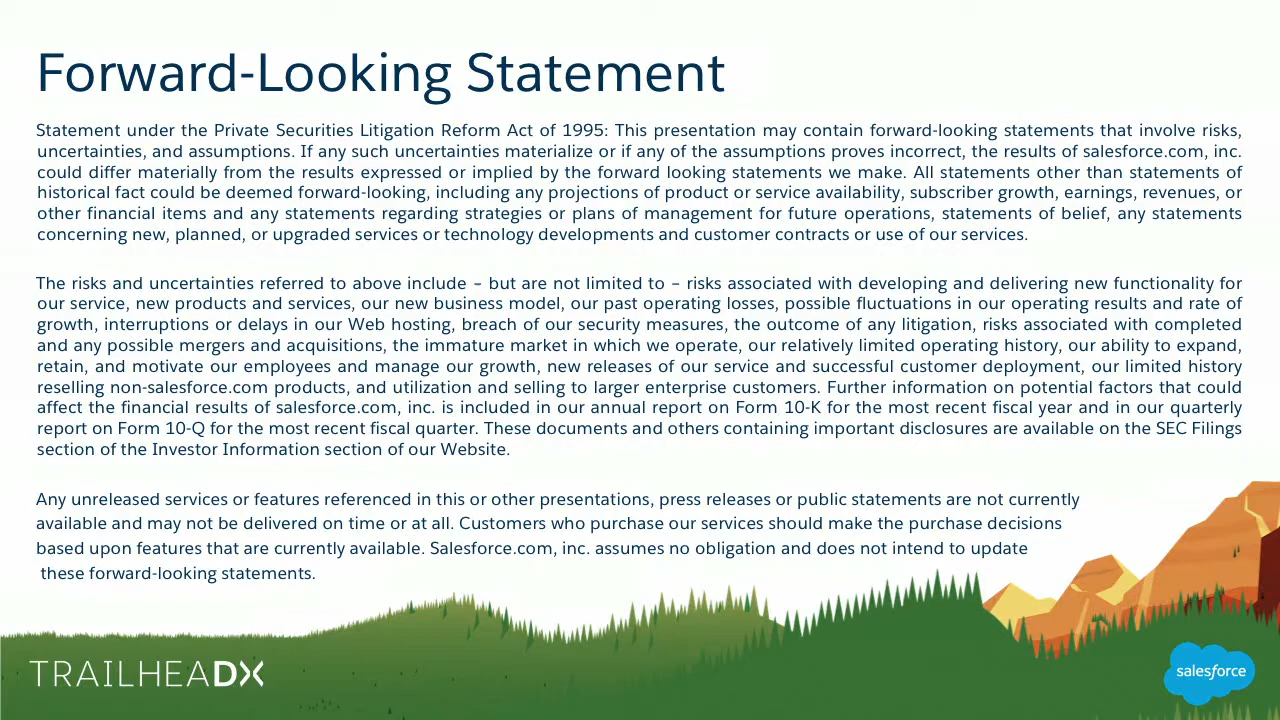 Forward-Looking Statement
Statement under the Private Securities Litigation Reform Act of 1995: This presentation may contain forward-looking statements that involve risks,
uncertainties, and assumptions. If any such uncertainties materialize or if any of the assumptions proves incorrect, the results of salesforce.com, inc.
could differ materially from the results expressed or implied by the forward looking statements we make. All statements other than statements of
historical fact could be deemed forward-looking, including any projections of product or service availability, subscriber growth, earnings, revenues, or
other financial items and any statements regarding strategies or plans of management for future operations, statements of belief, any statements
concerning new, planned, or upgraded services or technology developments and customer contracts or use of our services.
The risks and uncertainties referred to above include – but are not limited to – risks associated with developing and delivering new functionality for
our service, new products and services, our new business model, our past operating losses, possible fluctuations in our operating results and rate of
growth, interruptions or delays in our Web hosting, breach of our security measures, the outcome of any litigation, risks associated with completed
and any possible mergers and acquisitions, the immature market in which we operate, our relatively limited operating history, our ability to expand,
retain, and motivate our employees and manage our growth, new releases of our service and successful customer deployment, our limited history
reselling non-salesforce.com products, and utilization and selling to larger enterprise customers. Further information on potential factors that could
affect the financial results of salesforce.com, inc. is included in our annual report on Form 10-K for the most recent fiscal year and in our quarterly
report on Form 10-Q for the most recent fiscal quarter. These documents and others containing important disclosures are available on the SEC Filings
section of the Investor Information section of our Website.
Any unreleased services or features referenced in this or other presentations, press releases or public statements are not currently
available and may not be delivered on time or at all. Customers who purchase our services should make the purchase decisions
based upon features that are currently available. Salesforce.com, inc. assumes no obligation and does not intend to update
these forward-looking statements.
TRAILHEADX
salesforce